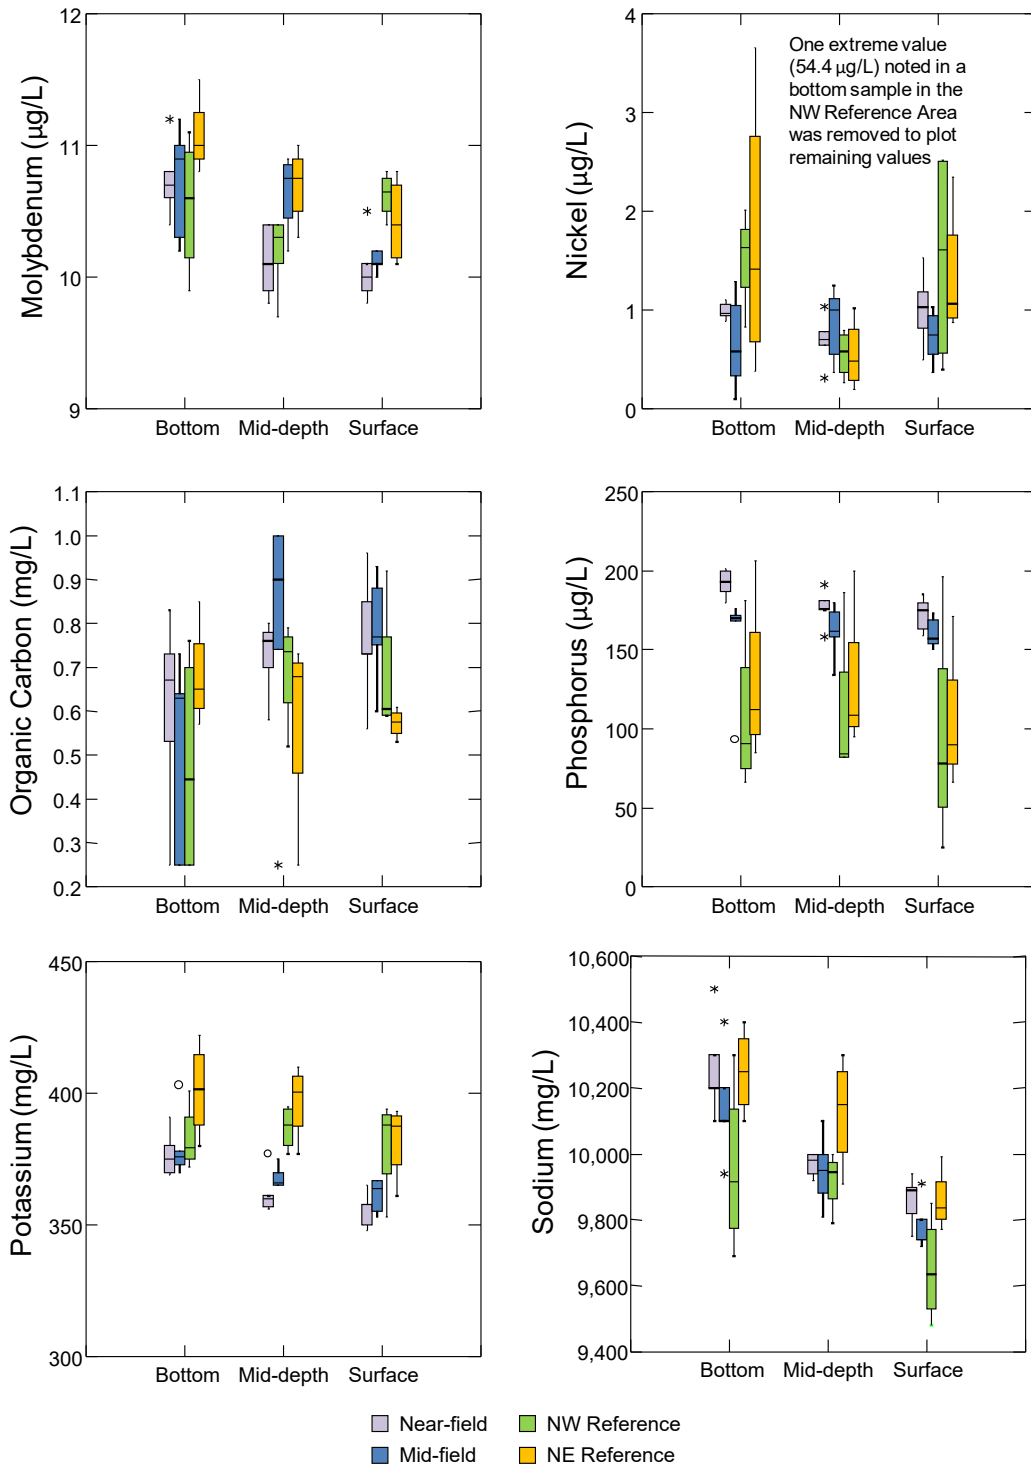 Molybdenum (µg/L)
12
11
10
9
Bottom Mid-depth Surface
Nickel (µg/L)
4
3
2
1
0
One extreme value
(54.4 µg/L) noted in a
bottom sample in the
NW Reference Area
was removed to plot
remaining values
Bottom Mid-depth Surface
Organic Carbon (mg/L)
1.1
1.0
0.9
0.8
0.7
0.6
0.5
0.4
0.3
0.2
Bottom Mid-depth Surface
Phosphorus (µg/L)
250
200
150
100
50
0
Bottom Mid-depth Surface
Potassium (mg/L)
450
400
350
300
Bottom Mid-depth Surface
Sodium (mg/L)
10,600
10,400
10,200
10,000
9,800
9,600
9,400
Bottom Mid-depth Surface
Near-field NW Reference
Mid-field NE Reference